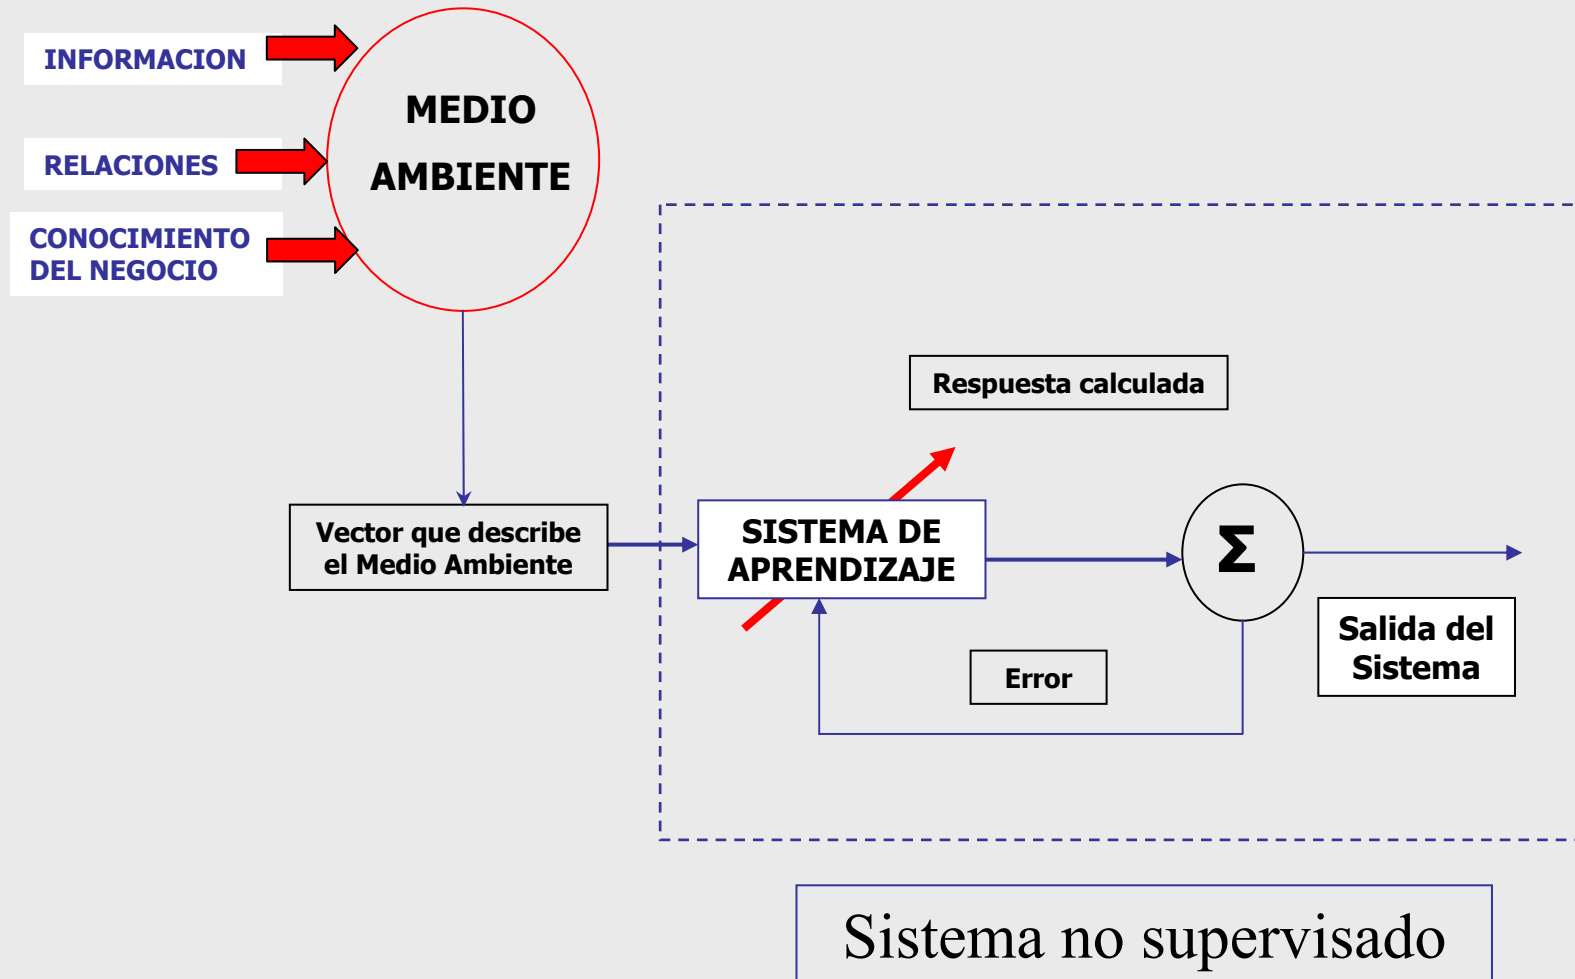 INFORMACION
MEDIO
AMBIENTE
RELACIONES
CONOCIMIENTO
DEL NEGOCIO
Respuesta calculada
Vector que describe
el Medio Ambiente
SISTEMA DE
APRENDIZAJE
Σ
Salida del
Sistema
Error
Sistema no supervisado